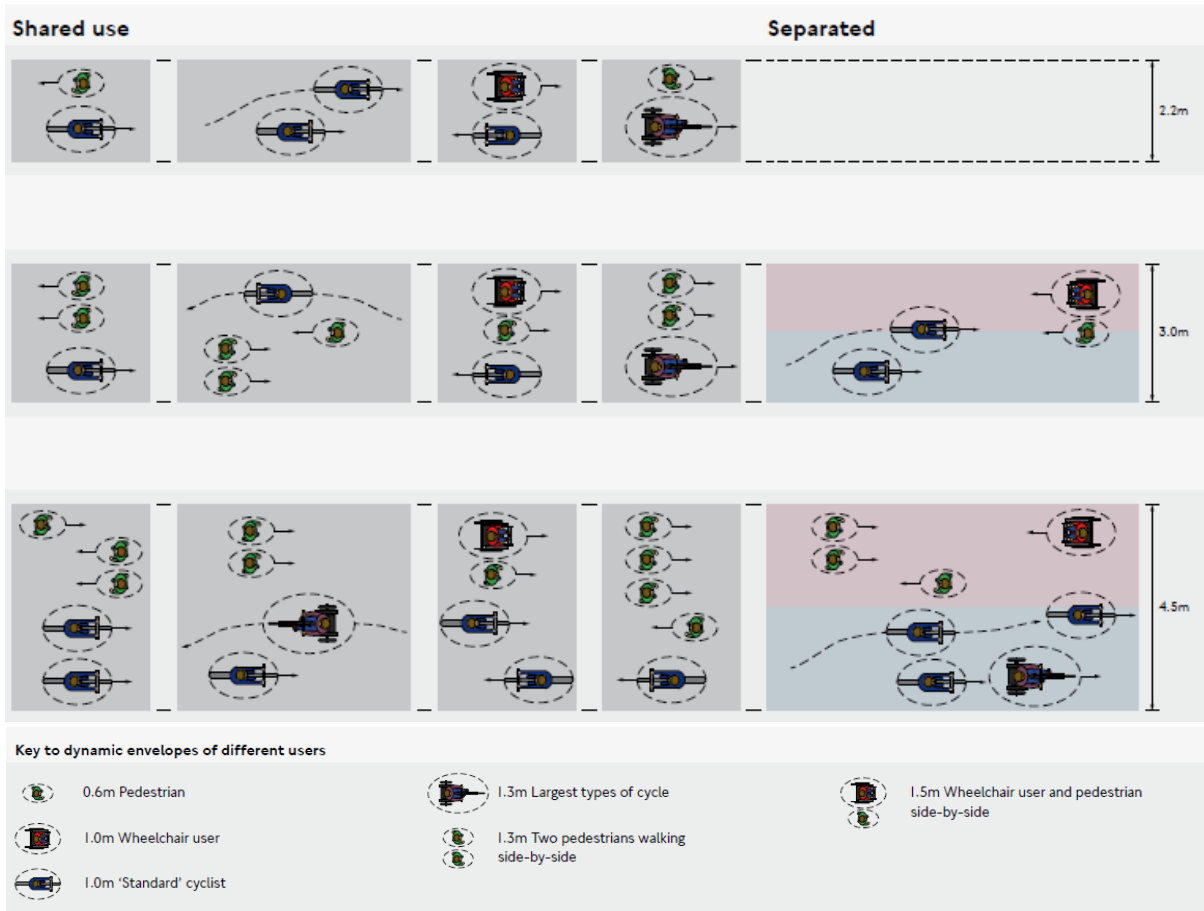 Shared use
Separated
2.2m
3.0m
4.5m
Key to dynamic envelopes of different users
0.6m Pedestrian
1.0m Wheelchair user
1.0m ‘Standard’ cyclist
1.3m Largest types of cycle
1.3m Two pedestrians walking
side-by-side
1.5m Wheelchair user and pedestrian
side-by-side